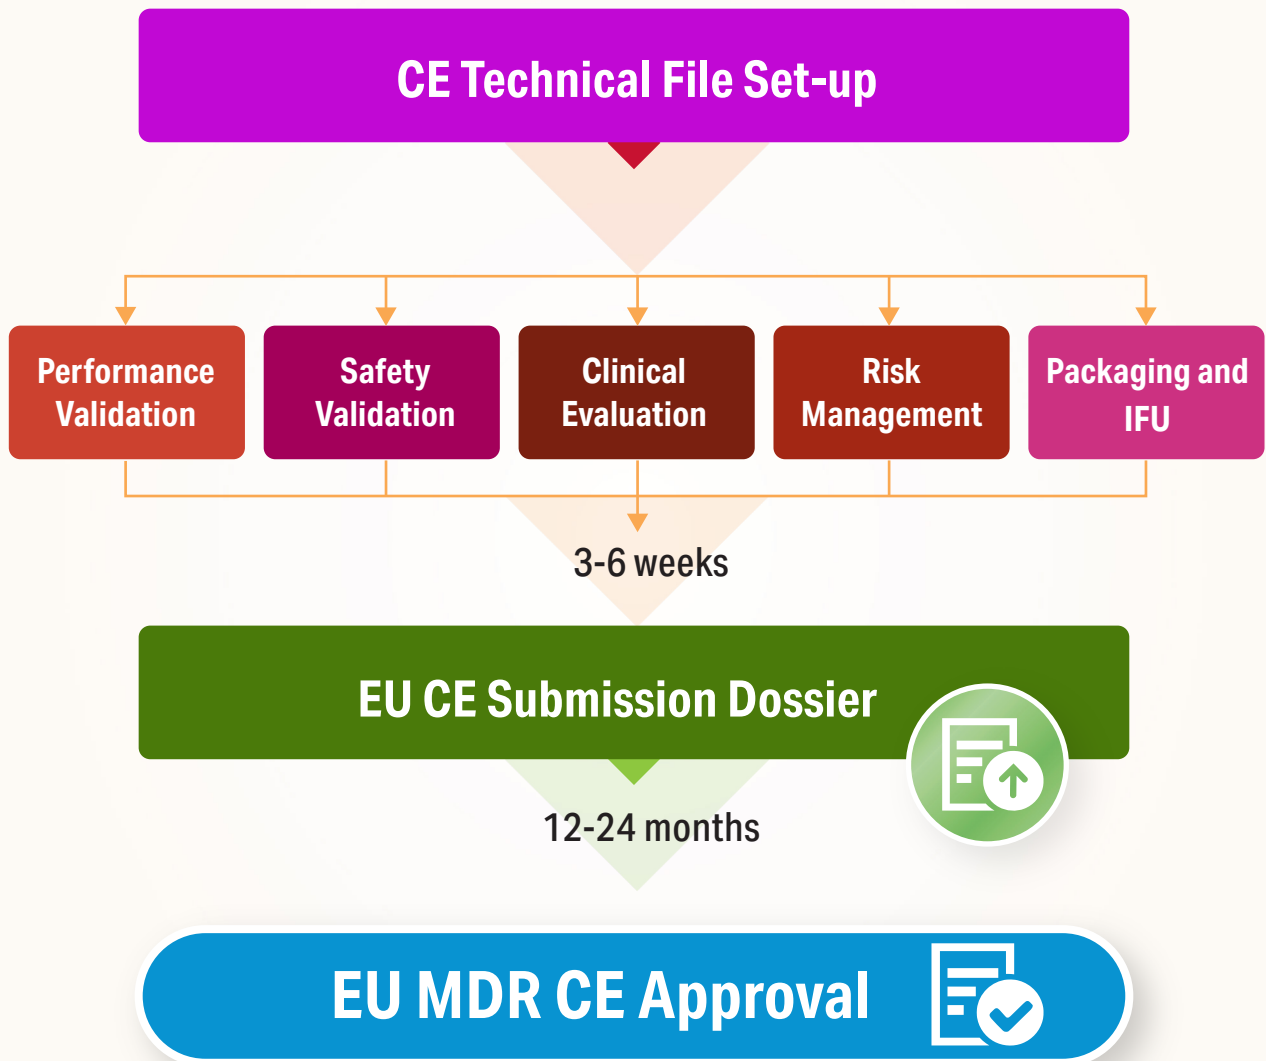 CE Technical File Set-up
Performance
Validation
Safety
Validation
Clinical
Evaluation
Risk
Management
Packaging and
IFU
3-6 weeks
EU CE Submission Dossier
12-24 months
EU MDR CE Approval